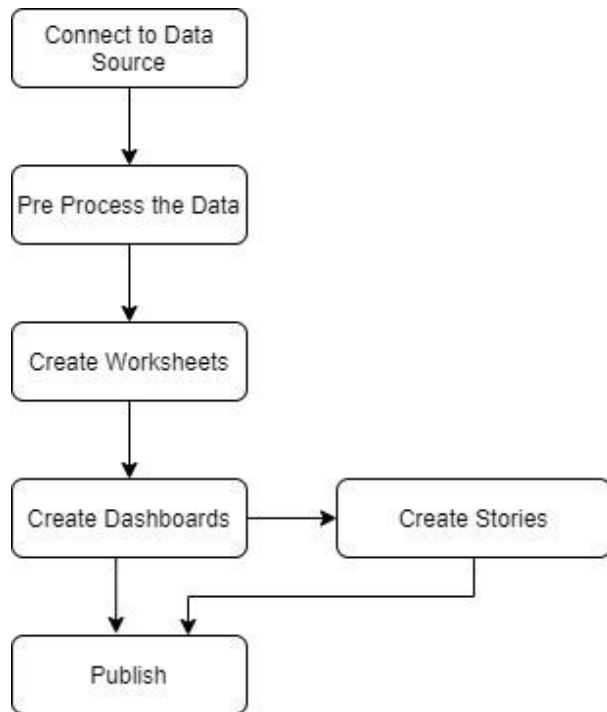 Connect to Data
Source
Pre Process the Data
Create Worksheets
Create Dashboards
Create Stories
Publish